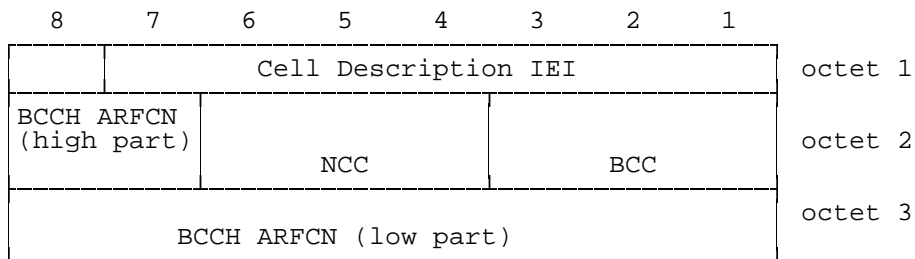 8 7 6 5 4 3 2 1
Cell Description IEI octet 1
BCCH ARFCN
(high part) octet 2
NCC BCC
octet 3
BCCH ARFCN (low part)